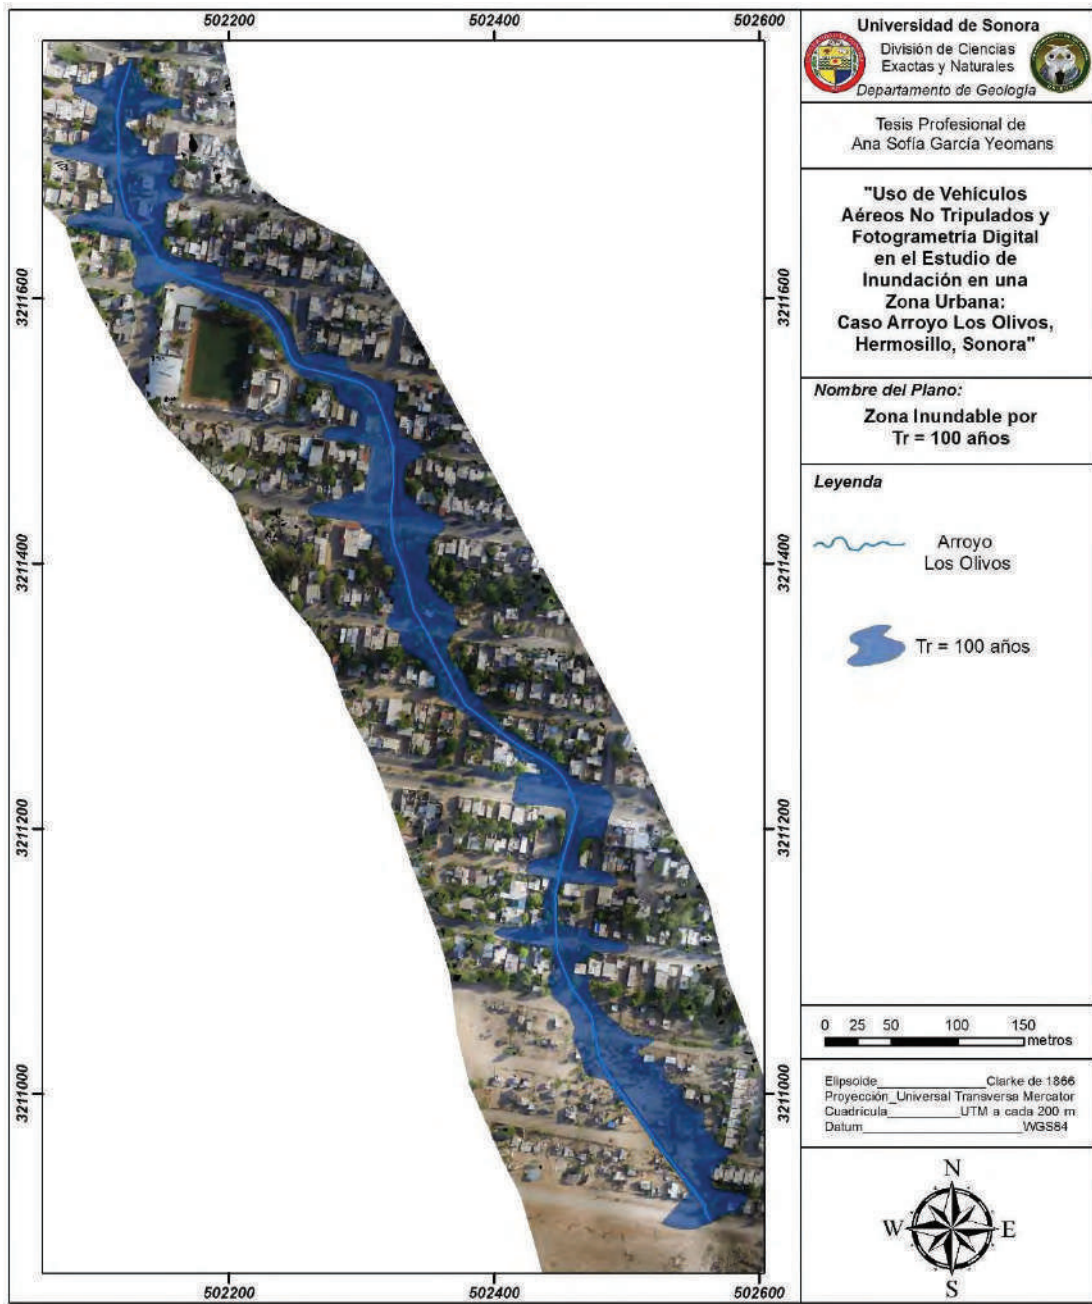 502200
502400
502600
3211600
3211400
3211200
3211000
3211600
3211400
3211200
3211000
502200
502400
502600
Universidad de Sonora
División de Ciencias
Exactas y Naturales
Departamento de Geología
Tesis Profesional de
Ana Sofía García Yeomans
"Uso de Vehículos
Aéreos No Tripulados y
Fotogrametría Digital
en el Estudio de
Inundación en una
Zona Urbana:
Caso Arroyo Los Olivos,
Hermosillo, Sonora"
Nombre del Plano:
Zona Inundable por
Tr = 100 años
Leyenda
Arroyo
Los Olivos
Tr = 100 años
0 25 50 100 150
metros
Elipsoide Clarke de 1866
Proyección Universal Transversa Mercator
Cuadrícula UTM a cada 200 m
Datum WGS84
N
W E
S